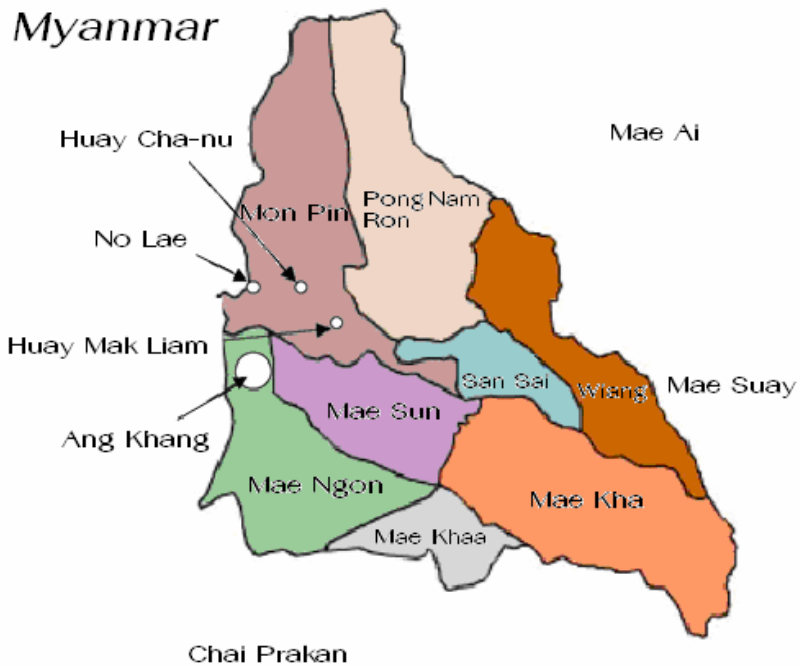 Myanmar
Mae Ai
Huay Cha-nu
Pong Nam
Ron
Mon Pin
No Lae
Huay Mak Liam
San Sai
Wiang
Mae Suay
Mae Sun
Ang Khang
Mae Ngon
Mae Kha
Mae Khaa
Chai Prakan